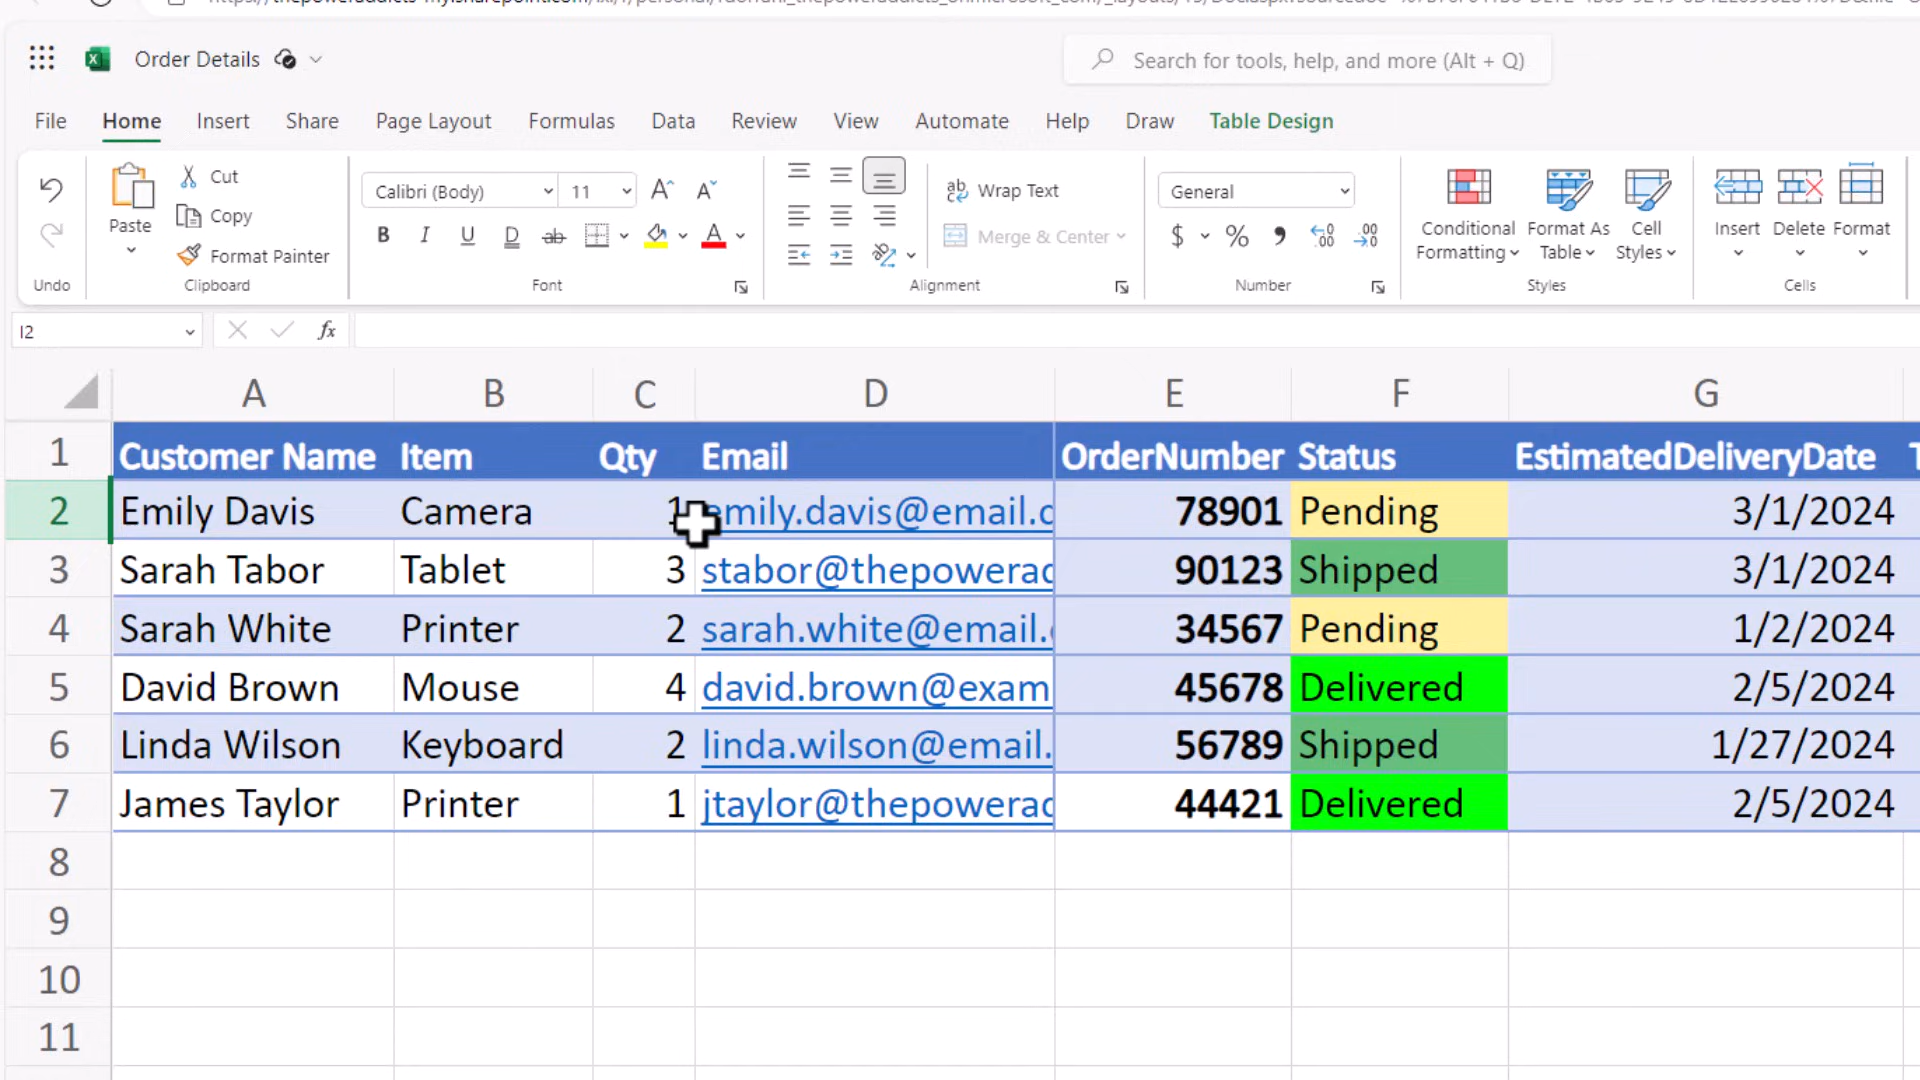 Order Details
Search for tools, help, and more (Alt + Q)
File Home Insert Share Page Layout Formulas Data Review View Automate Help Draw Table Design
Paste Cut Copy Format Painter
Calibri (Body) 11
B I U D ab
Wrap Text
Merge & Center
General
$ %
Conditional Formatting Format As Table Cell Styles
Insert Delete Format
Undo Clipboard Font Alignment Number Styles Cells
I2 fx
A B C D E F G
1 Customer Name Item Qty Email OrderNumber Status EstimatedDeliveryDate
2 Emily Davis Camera 1 emily.davis@email.c 78901 Pending 3/1/2024
3 Sarah Tabor Tablet 3 stabor@thepowerad 90123 Shipped 3/1/2024
4 Sarah White Printer 2 sarah.white@email. 34567 Pending 1/2/2024
5 David Brown Mouse 4 david.brown@exam 45678 Delivered 2/5/2024
6 Linda Wilson Keyboard 2 linda.wilson@email. 56789 Shipped 1/27/2024
7 James Taylor Printer 1 jtaylor@thepowerad 44421 Delivered 2/5/2024
8
9
10
11